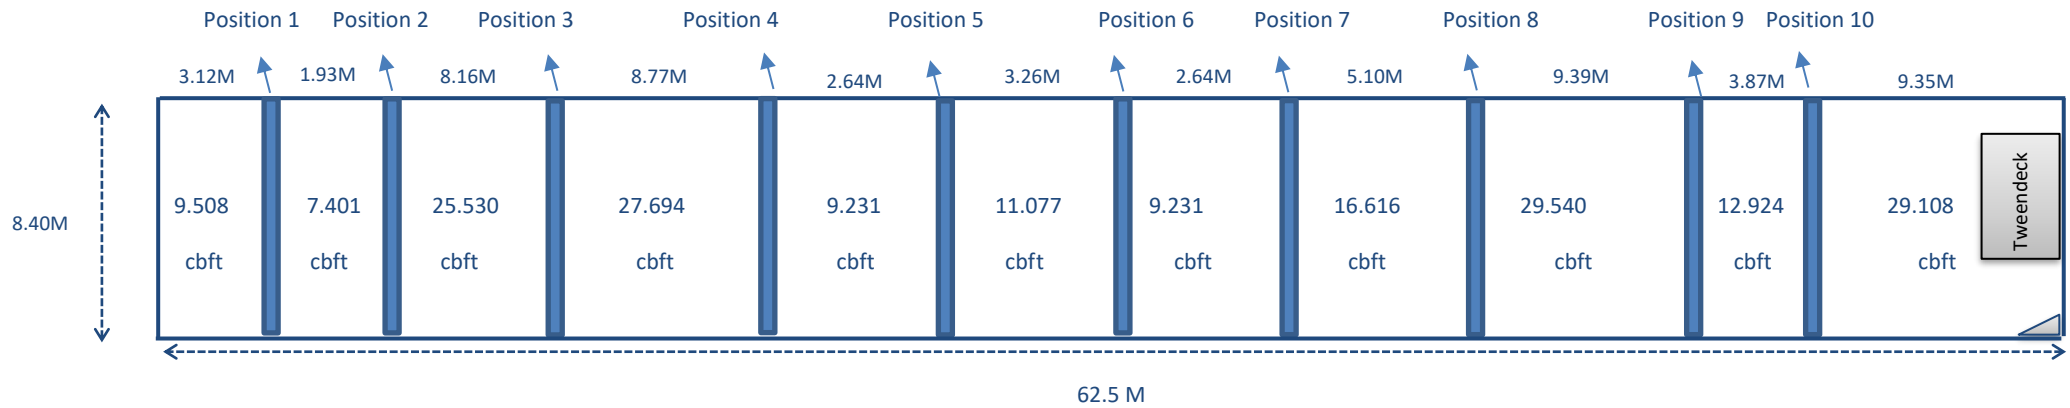 Position 1 Position 2 Position 3 Position 4 Position 5 Position 6 Position 7 Position 8 Position 9 Position 10
3.12M 1.93M 8.16M 8.77M 2.64M 3.26M 2.64M 5.10M 9.39M 3.87M 9.35M
9.508 7.401 25.530 27.694 9.231 11.077 9.231 16.616 29.540 12.924 29.108
cbft cbft cbft cbft cbft cbft cbft cbft cbft cbft cbft
Tweendeck
8.40M
62.5 M